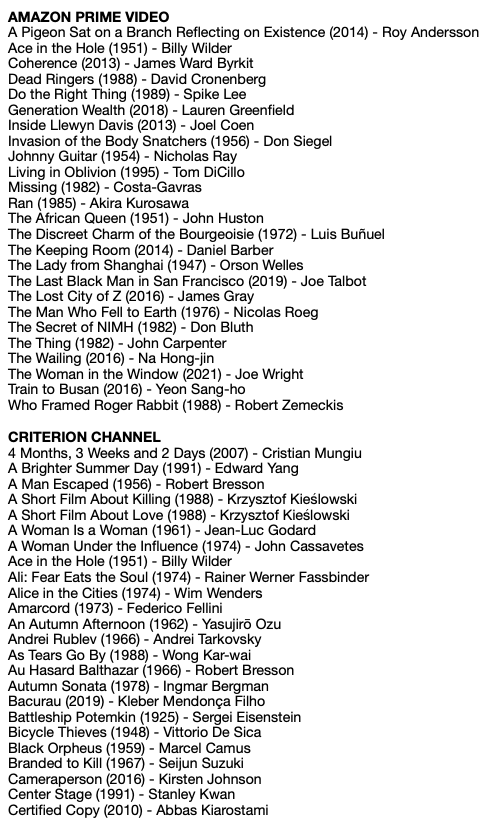 AMAZON PRIME VIDEO
A Pigeon Sat on a Branch Reflecting on Existence (2014) - Roy Andersson
Ace in the Hole (1951) - Billy Wilder
Coherence (2013) - James Ward Byrkit
Dead Ringers (1988) - David Cronenberg
Do the Right Thing (1989) - Spike Lee
Generation Wealth (2018) - Lauren Greenfield
Inside Llewyn Davis (2013) - Joel Coen
Invasion of the Body Snatchers (1956) - Don Siegel
Johnny Guitar (1954) - Nicholas Ray
Living in Oblivion (1995) - Tom DiCillo
Missing (1982) - Costa-Gavras
Ran (1985) - Akira Kurosawa
The African Queen (1951) - John Huston
The Discreet Charm of the Bourgeoisie (1972) - Luis Buñuel
The Keeping Room (2014) - Daniel Barber
The Lady from Shanghai (1947) - Orson Welles
The Last Black Man in San Francisco (2019) - Joe Talbot
The Lost City of Z (2016) - James Gray
The Man Who Fell to Earth (1976) - Nicolas Roeg
The Secret of NIMH (1982) - Don Bluth
The Thing (1982) - John Carpenter
The Wailing (2016) - Na Hong-jin
The Woman in the Window (2021) - Joe Wright
Train to Busan (2016) - Yeon Sang-ho
Who Framed Roger Rabbit (1988) - Robert Zemeckis
CRITERION CHANNEL
4 Months, 3 Weeks and 2 Days (2007) - Cristian Mungiu
A Brighter Summer Day (1991) - Edward Yang
A Man Escaped (1956) - Robert Bresson
A Short Film About Killing (1988) - Krzysztof Kieślowski
A Short Film About Love (1988) - Krzysztof Kieślowski
A Woman Is a Woman (1961) - Jean-Luc Godard
A Woman Under the Influence (1974) - John Cassavetes
Ace in the Hole (1951) - Billy Wilder
Ali: Fear Eats the Soul (1974) - Rainer Werner Fassbinder
Alice in the Cities (1974) - Wim Wenders
Amarcord (1973) - Federico Fellini
An Autumn Afternoon (1962) - Yasujirō Ozu
Andrei Rublev (1966) - Andrei Tarkovsky
As Tears Go By (1988) - Wong Kar-wai
Au Hasard Balthazar (1966) - Robert Bresson
Autumn Sonata (1978) - Ingmar Bergman
Bacurau (2019) - Kleber Mendonça Filho
Battleship Potemkin (1925) - Sergei Eisenstein
Bicycle Thieves (1948) - Vittorio De Sica
Black Orpheus (1959) - Marcel Camus
Branded to Kill (1967) - Seijun Suzuki
Cameraperson (2016) - Kirsten Johnson
Center Stage (1991) - Stanley Kwan
Certified Copy (2010) - Abbas Kiarostami